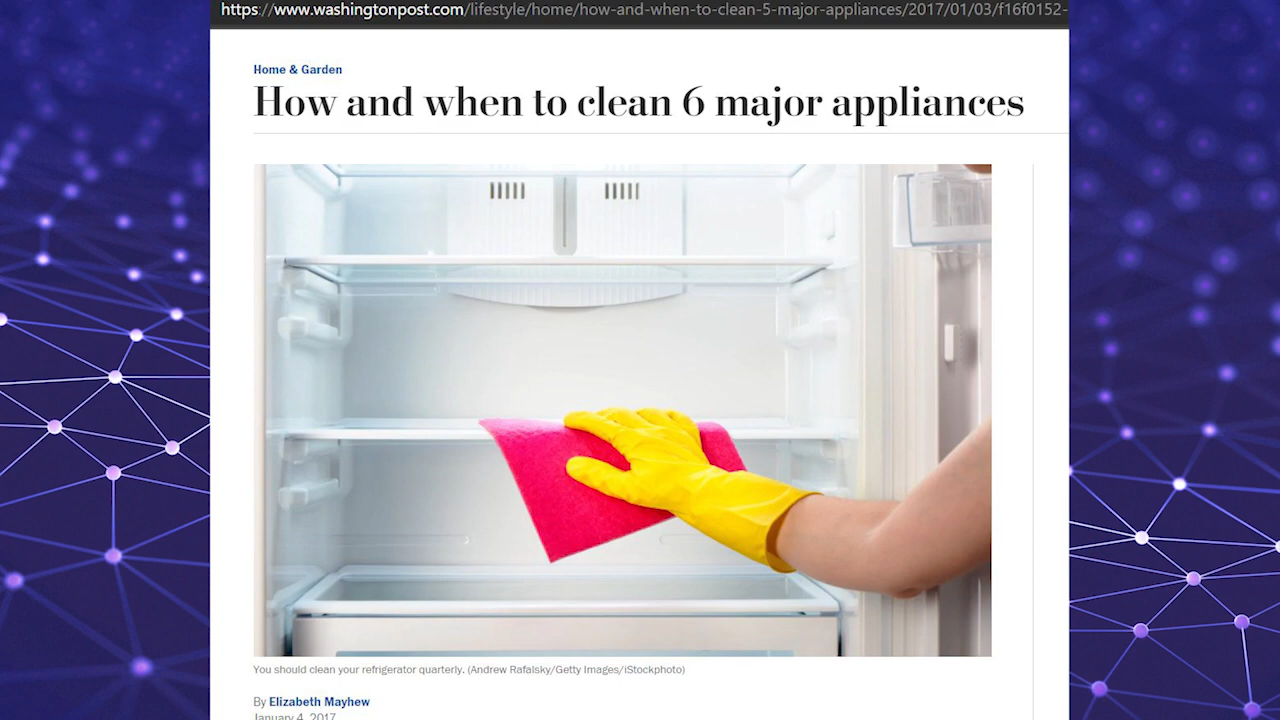 https://www.washingtonpost.com/lifestyle/home/how-and-when-to-clean-5-major-appliances/2017/01/03/f16f0152-
Home & Garden
How and when to clean 6 major appliances
You should clean your refrigerator quarterly. (Andrew Rafalsky/Getty Images/iStockphoto)
By Elizabeth Mayhew
January 4, 2017